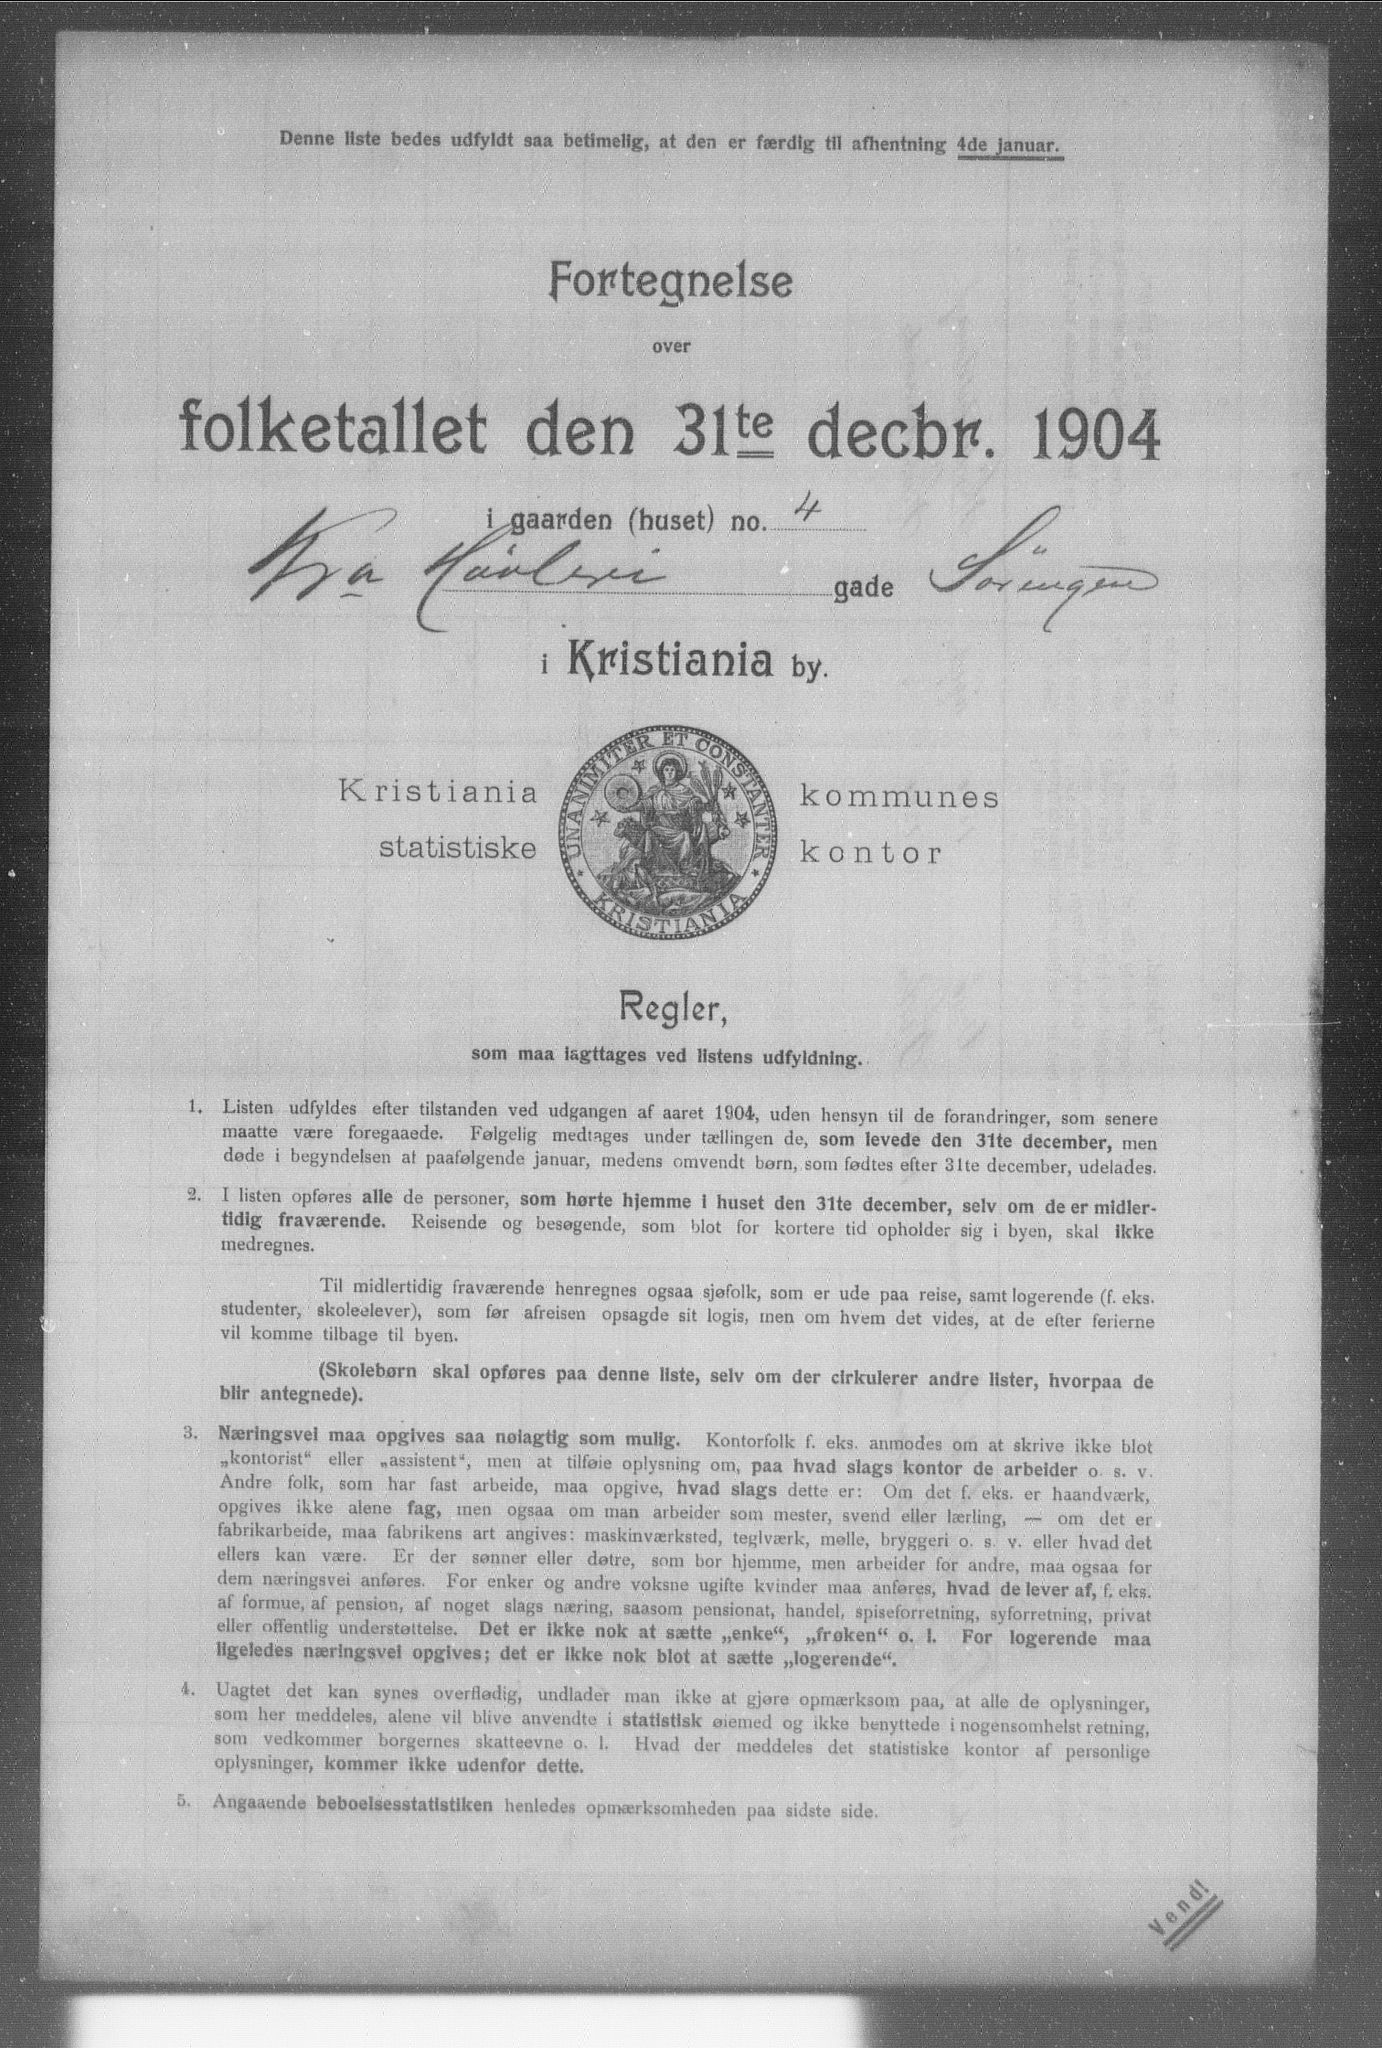 Denne liste bedes udfyldt saa betimelig, at den er færdig til afhentning 4de januar.
Fortegnelse
over
folketallet den 31te decbr. 1904
i gaarden (huset) no. 4
Kra Høvleri gade Sørengen
i Kristiania by.
UNANIMITER ET CONSTANTER
KRISTIANIA
Kristiania kommunes
statistiske kontor
Regler,
som maa iagttages ved listens udfyldning.
1. Listen udfyldes efter tilstanden ved udgangen af aaret 1904, uden hensyn til de forandringer, som senere
maatte være foregaaede. Følgelig medtages under tællingen de, som levede den 31te december, men
døde i begyndelsen at paafølgende januar, medens omvendt børn, som fødtes efter 31te december, udelades.
2. I listen opføres alle de personer, som hørte hjemme i huset den 31te december, selv om de er midler-
tidig fraværende. Reisende og besøgende, som blot for kortere tid opholder sig i byen, skal ikke
medregnes.
Til midlertidig fraværende henregnes ogsaa sjøfolk, som er ude paa reise, samt logerende (f. eks.
studenter, skoleelever), som før afreisen opsagde sit logis, men om hvem det vides, at de efter ferierne
vil komme tilbage til byen.
(Skolebørn skal opføres paa denne liste, selv om der cirkulerer andre lister, hvorpaa de
blir antegnede).
3. Næringsvei maa opgives saa nøiagtig som mulig. Kontorfolk f. eks. anmodes om at skrive ikke blot
„kontorist“ eller „assistent“, men at tilføie oplysning om, paa hvad slags kontor de arbeider o. s. v.
Andre folk, som har fast arbeide, maa opgive, hvad slags dette er: Om det f. eks. er haandværk,
opgives ikke alene fag, men ogsaa om man arbeider som mester, svend eller lærling, — om det er
fabrikarbeide, maa fabrikens art angives: maskinværksted, teglværk, mølle, bryggeri o. s. v. eller hvad det
ellers kan være. Er der sønner eller døtre, som bor hjemme, men arbeider for andre, maa ogsaa for
dem næringsvei anføres. For enker og andre voksne ugifte kvinder maa anføres, hvad de lever af, f. eks.
af formue, af pension, af noget slags næring, saasom pensionat, handel, spiseforretning, syforretning, privat
eller offentlig understøttelse. Det er ikke nok at sætte „enke“, „frøken“ o. l. For logerende maa
ligeledes næringsvei opgives; det er ikke nok blot at sætte „logerende“.
4. Uagtet det kan synes overflødig, undlader man ikke at gjøre opmærksom paa, at alle de oplysninger,
som her meddeles, alene vil blive anvendte i statistisk øiemed og ikke benyttede i nogensomhelst retning,
som vedkommer borgernes skatteevne o. l. Hvad der meddeles det statistiske kontor af personlige
oplysninger, kommer ikke udenfor dette.
5. Angaaende beboelsesstatistiken henledes opmærksomheden paa sidste side.
Vend!